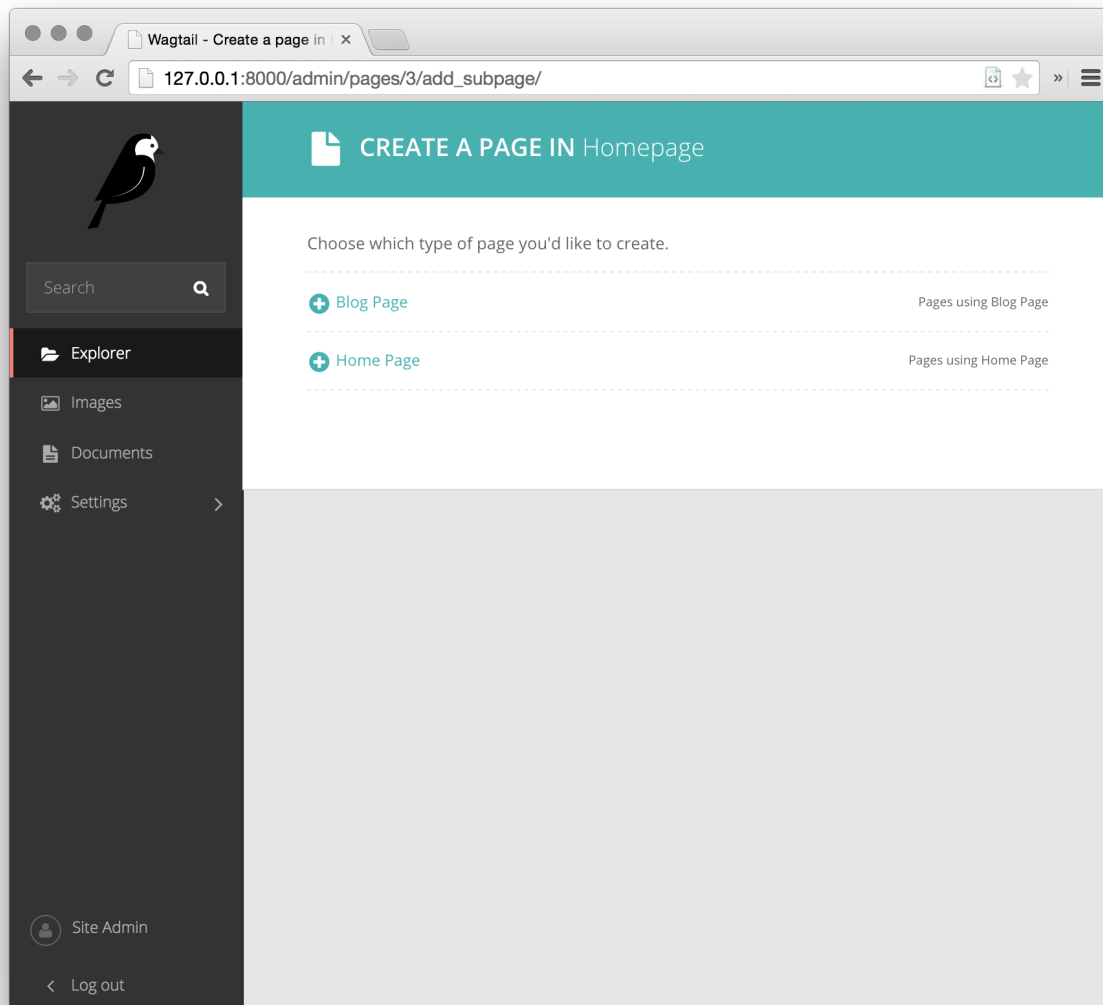 Wagtail - Create a page in
127.0.0.1:8000/admin/pages/3/add_subpage/
CREATE A PAGE IN Homepage
Choose which type of page you'd like to create.
Search
Blog Page Pages using Blog Page
Home Page Pages using Home Page
Explorer
Images
Documents
Settings
Site Admin
Log out